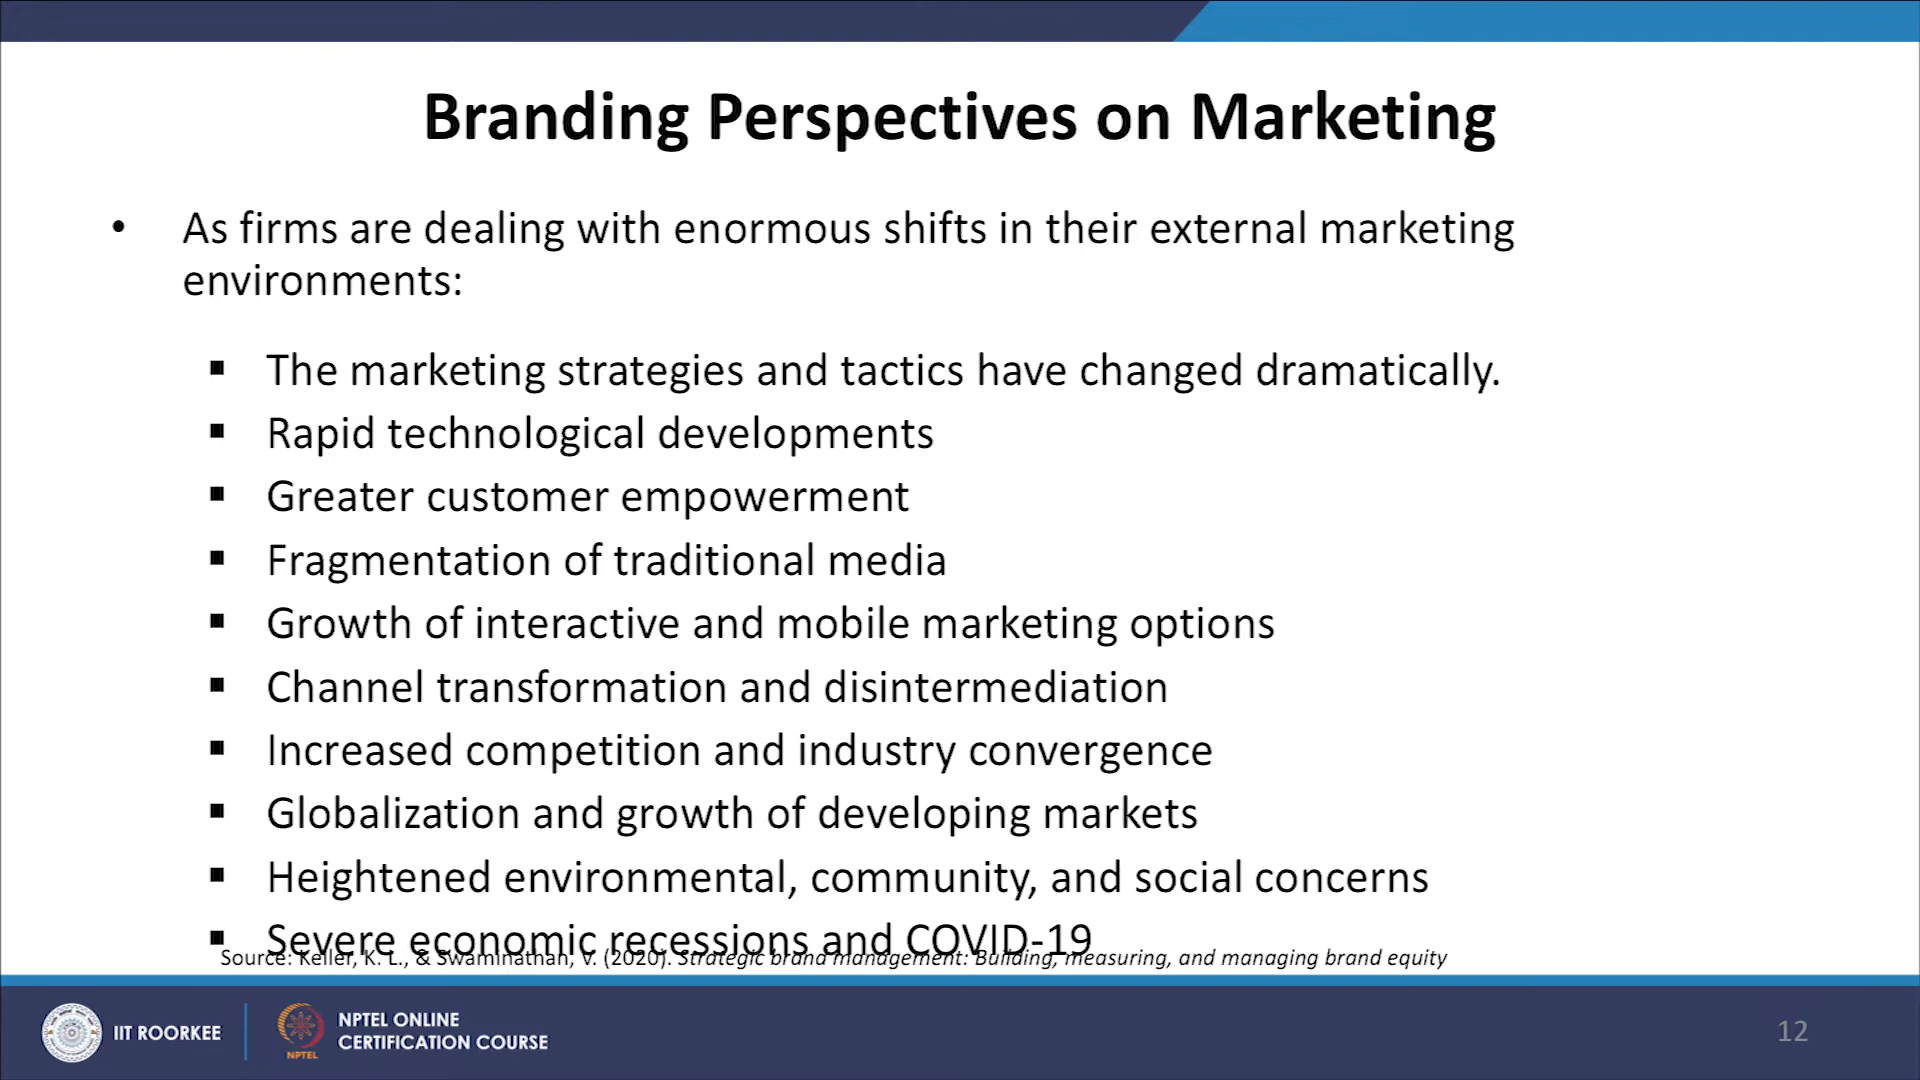 Branding Perspectives on Marketing
• As firms are dealing with enormous shifts in their external marketing
environments:
▪ The marketing strategies and tactics have changed dramatically.
▪ Rapid technological developments
▪ Greater customer empowerment
▪ Fragmentation of traditional media
▪ Growth of interactive and mobile marketing options
▪ Channel transformation and disintermediation
▪ Increased competition and industry convergence
▪ Globalization and growth of developing markets
▪ Heightened environmental, community, and social concerns
▪ Severe economic recessions and COVID-19
Source: Keller, K. L., & Swaminathan, V. (2020). Strategic brand management: Building, measuring, and managing brand equity
IIT ROORKEE
NPTEL
NPTEL ONLINE
CERTIFICATION COURSE
12